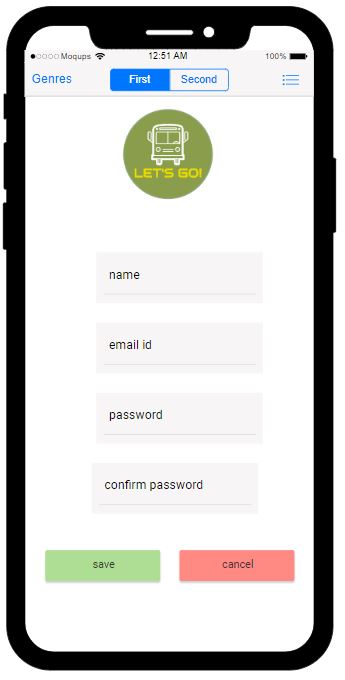 Moqups 12:51 AM 100%
Genres First Second
LET'S GO!
name
email id
password
confirm password
save cancel